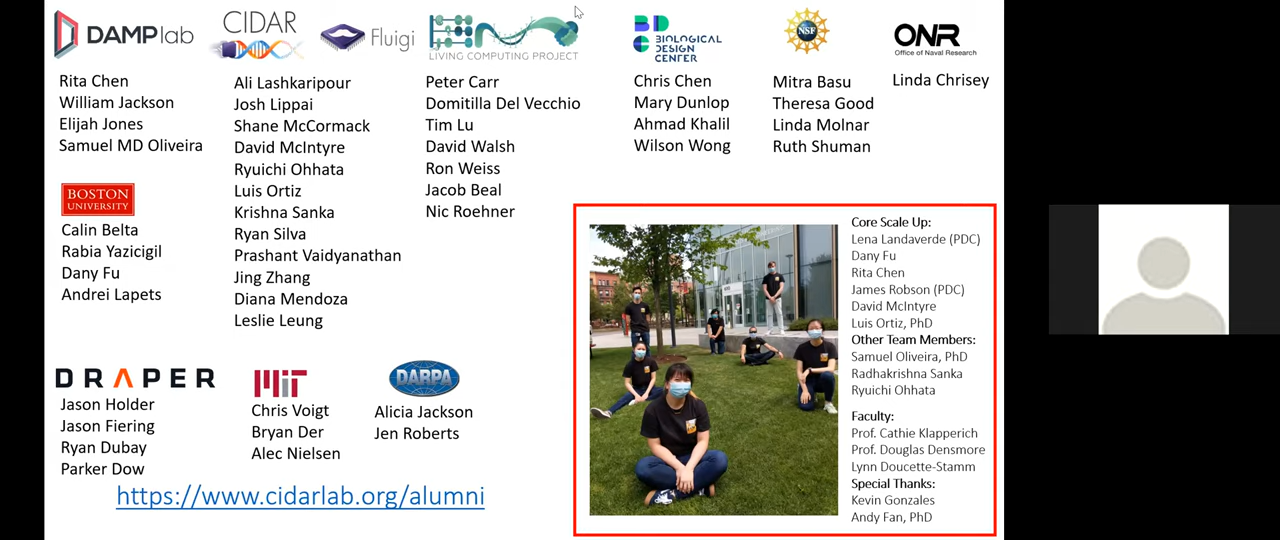 DAMPlab
Rita Chen
William Jackson
Elijah Jones
Samuel MD Oliveira
BOSTON
UNIVERSITY
Calin Belta
Rabia Yazicigil
Dany Fu
Andrei Lapets
CIDAR
Fluigi
Ali Lashkaripour
Josh Lippai
Shane McCormack
David McIntyre
Ryuichi Ohhata
Luis Ortiz
Krishna Sanka
Ryan Silva
Prashant Vaidyanathan
Jing Zhang
Diana Mendoza
Leslie Leung
LIVING COMPUTING PROJECT
Peter Carr
Domitilla Del Vecchio
Tim Lu
David Walsh
Ron Weiss
Jacob Beal
Nic Roehner
BD
C
BIOLOGICAL
DESIGN
CENTER
Chris Chen
Mary Dunlop
Ahmad Khalil
Wilson Wong
NSF
Mitra Basu
Theresa Good
Linda Molnar
Ruth Shuman
ONR
Office of Naval Research
Linda Chrisey
DRAPER
Jason Holder
Jason Fiering
Ryan Dubay
Parker Dow
MIT
Chris Voigt
Bryan Der
Alec Nielsen
DARPA
Alicia Jackson
Jen Roberts
https://www.cidarlab.org/alumni
Core Scale Up:
Lena Landaverde (PDC)
Dany Fu
Rita Chen
James Robson (PDC)
David McIntyre
Luis Ortiz, PhD
Other Team Members:
Samuel Oliveira, PhD
Radhakrishna Sanka
Ryuichi Ohhata
Faculty:
Prof. Cathie Klapperich
Prof. Douglas Densmore
Lynn Doucette-Stamm
Special Thanks:
Kevin Gonzales
Andy Fan, PhD